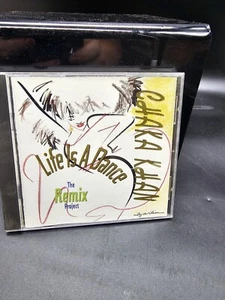 CHAKA KHAN
Life Is A Dance
The
Remix
Project